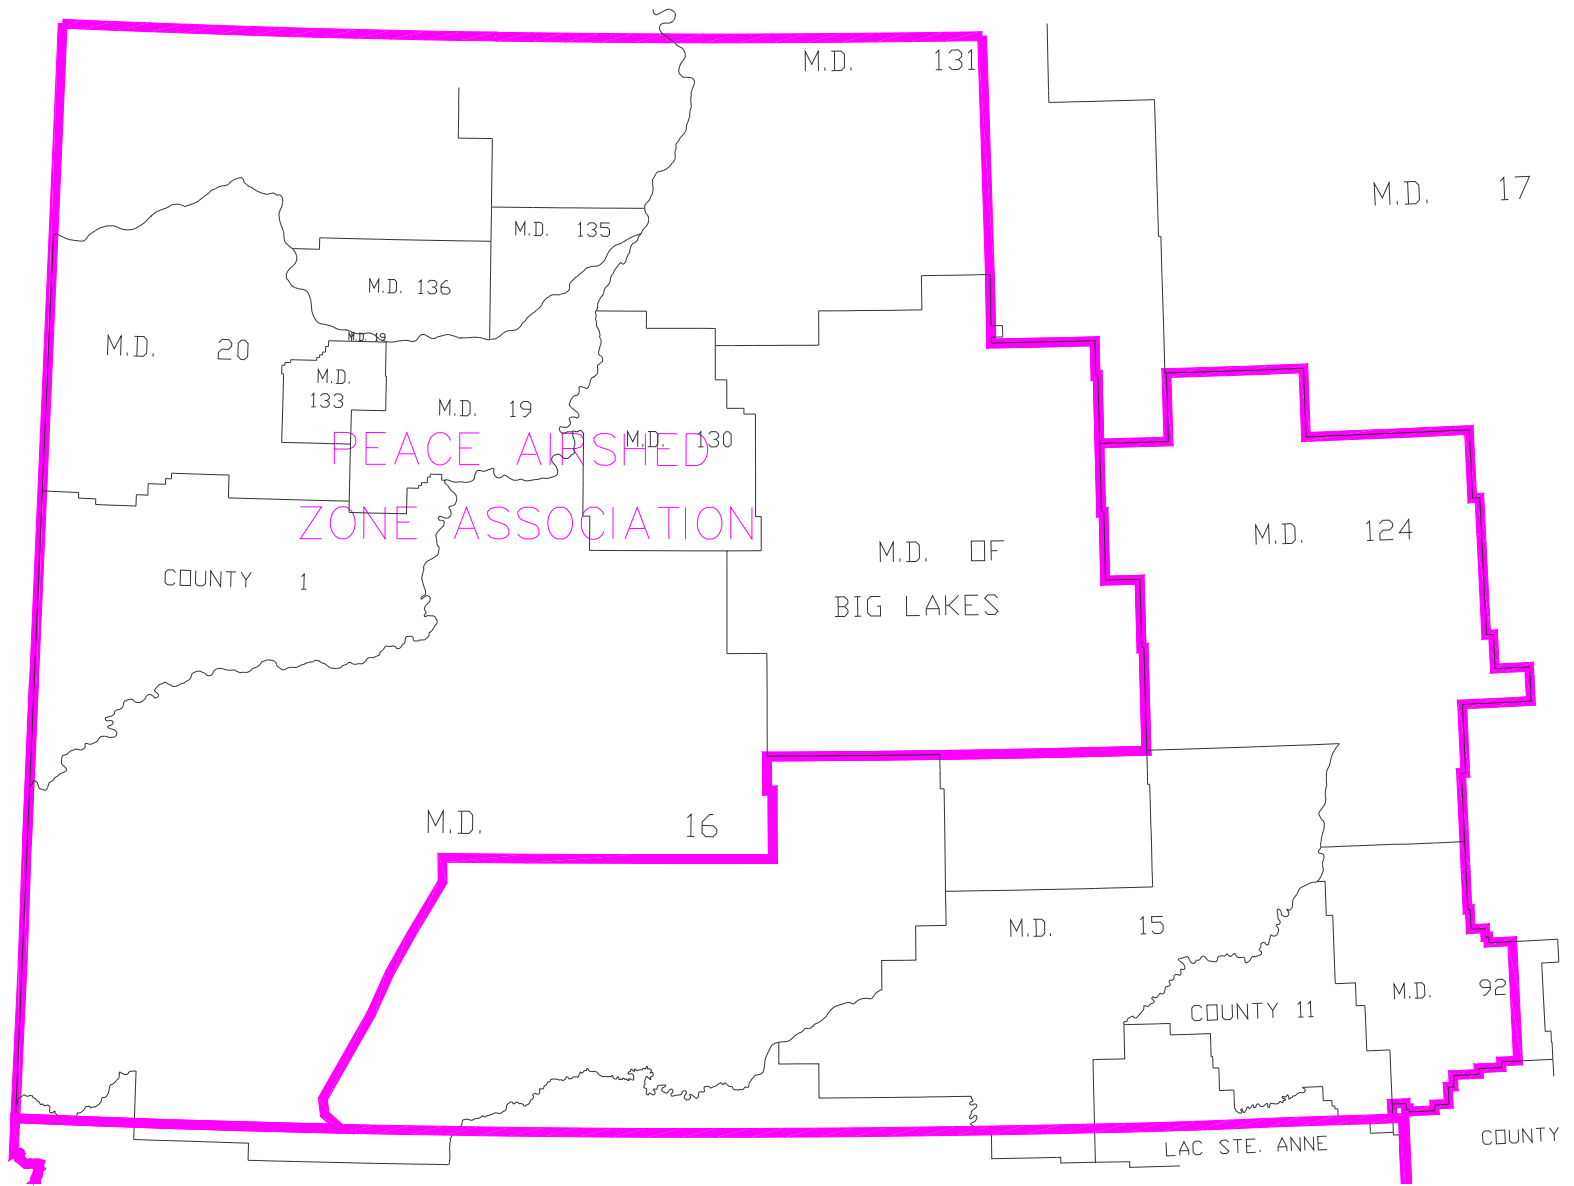 M.D. 131
M.D. 17
M.D. 135
M.D. 136
M.D. 19
M.D. 20
M.D.
133
M.D. 19
M.D. 130
PEACE AIRSHED
ZONE ASSOCIATION
M.D. 124
M.D. OF
BIG LAKES
COUNTY 1
M.D. 16
M.D. 15
M.D. 92
COUNTY 11
LAC STE. ANNE
COUNTY